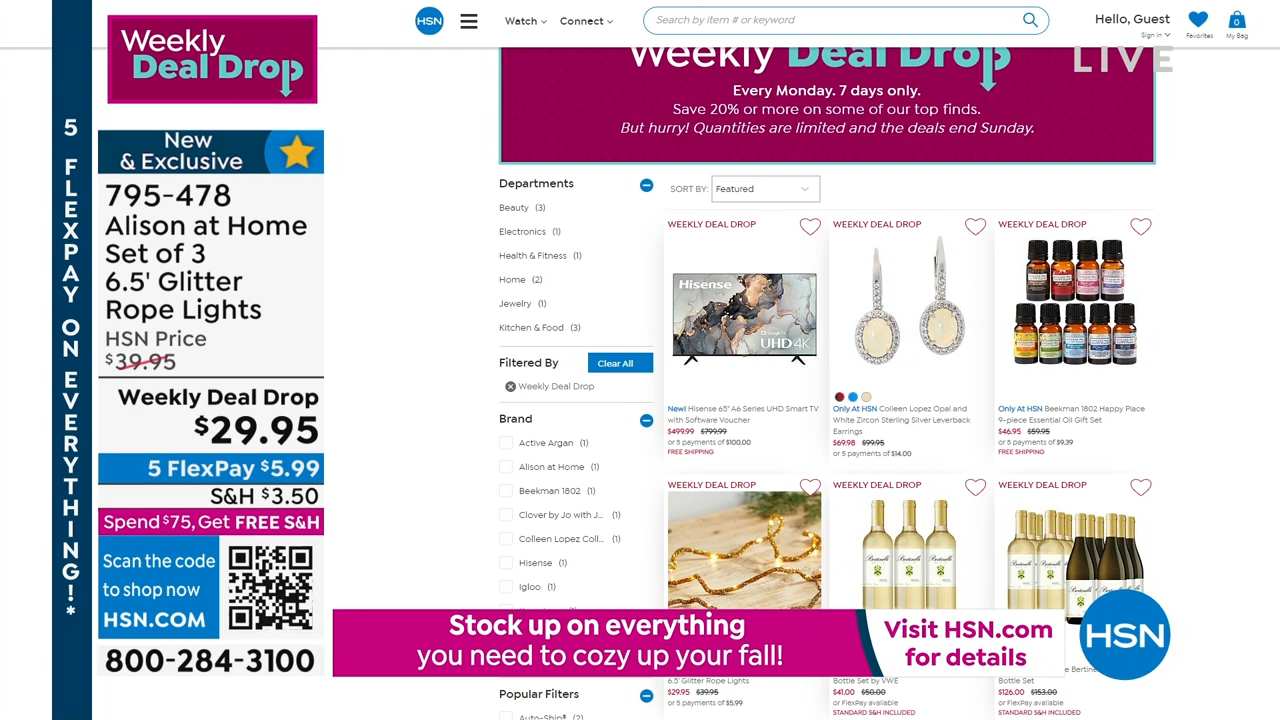 5 FLEXPAY ON EVERYTHING!*
Weekly
Deal Drop
New
& Exclusive
795-478
Alison at Home
Set of 3
6.5' Glitter
Rope Lights
HSN Price
$39.95
Weekly Deal Drop
$29.95
5 FlexPay $5.99
S&H $3.50
Spend $75, Get FREE S&H
Scan the code
to shop now
HSN.COM
800-284-3100
HSN
Watch
Connect
Search by item # or keyword
Hello, Guest
Sign in
Favorites
0
My Bag
LIVE
Weekly Deal Drop
Every Monday. 7 days only.
Save 20% or more on some of our top finds.
But hurry! Quantities are limited and the deals end Sunday.
Departments
Beauty (3)
Electronics (1)
Health & Fitness (1)
Home (2)
Jewelry (1)
Kitchen & Food (3)
Filtered By
Clear All
Weekly Deal Drop
Brand
Active Argan (1)
Alison at Home (1)
Beekman 1802 (1)
Clover by Jo with J... (1)
Colleen Lopez Coll... (1)
Hisense (1)
Igloo (1)
Popular Filters
Auto-Ship® (2)
SORT BY: Featured
WEEKLY DEAL DROP
Hisense
UHD 4K
New! Hisense 65" A6 Series UHD Smart TV
with Software Voucher
$499.99 $799.99
or 5 payments of $100.00
FREE SHIPPING
WEEKLY DEAL DROP
Only At HSN Colleen Lopez Opal and
White Zircon Sterling Silver Leverback
Earrings
$69.98 $99.95
or 5 payments of $14.00
WEEKLY DEAL DROP
Only At HSN Beekman 1802 Happy Place
9-piece Essential Oil Gift Set
$46.95 $59.95
or 5 payments of $9.39
FREE SHIPPING
WEEKLY DEAL DROP
6.5' Glitter Rope Lights
$29.95 $39.95
or 5 payments of $5.99
WEEKLY DEAL DROP
Bottle Set by VWE
$41.00 $50.00
or FlexPay available
STANDARD S&H INCLUDED
WEEKLY DEAL DROP
Bottle Set
$126.00 $153.00
or FlexPay available
STANDARD S&H INCLUDED
Stock up on everything
you need to cozy up your fall!
Visit HSN.com
for details
HSN